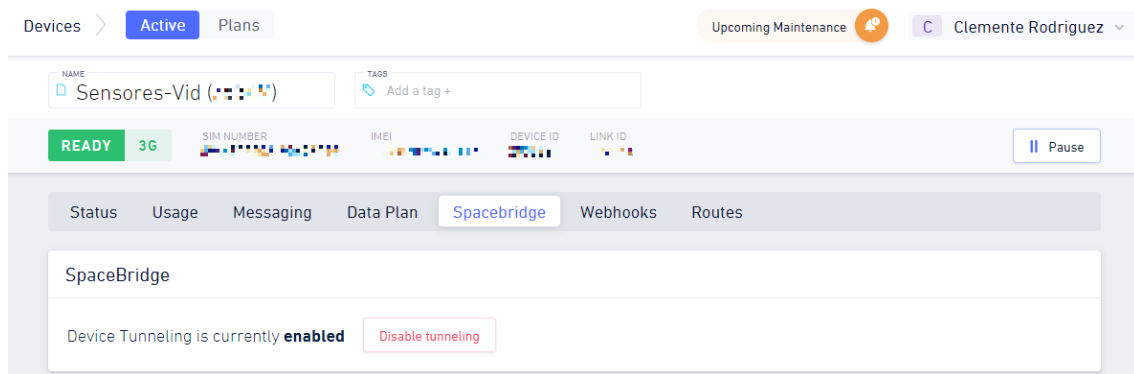 Devices Active Plans Upcoming Maintenance C Clemente Rodriguez
NAME TAGS
Sensores-Vid ( ) Add a tag +
SIM NUMBER IMEI DEVICE ID LINK ID
READY 3G Pause
Status Usage Messaging Data Plan Spacebridge Webhooks Routes
SpaceBridge
Device Tunneling is currently enabled Disable tunneling